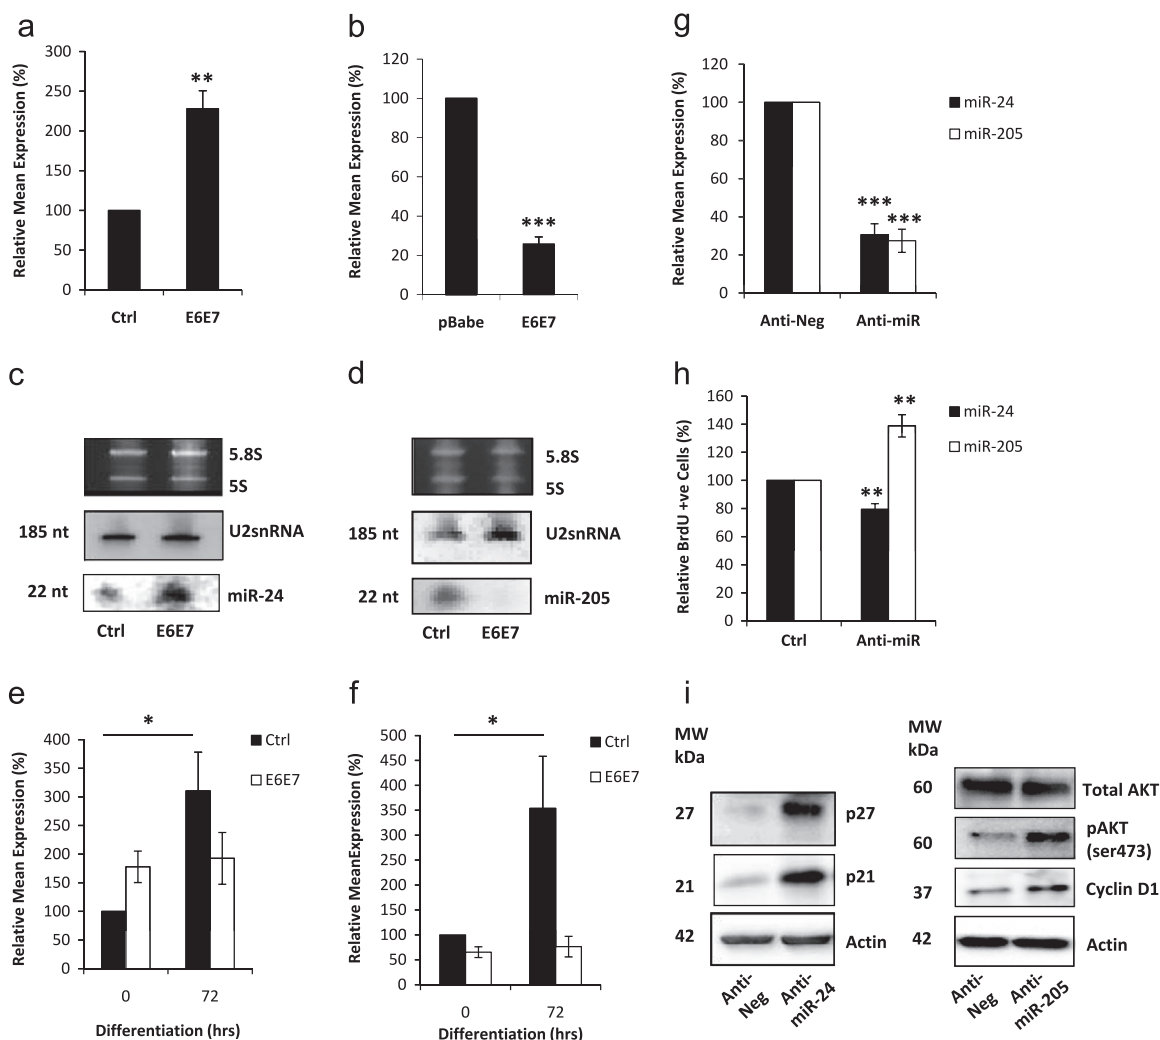 a
Relative Mean Expression (%)
300
250
200
150
100
50
0
**
Ctrl
E6E7
b
Relative Mean Expression (%)
120
100
80
60
40
20
0
***
pBabe
E6E7
g
Relative Mean Expression (%)
120
100
80
60
40
20
0
***
***
Anti-Neg
Anti-miR
miR-24
miR-205
c
5.8S
5S
185 nt
U2snRNA
22 nt
miR-24
Ctrl
E6E7
d
5.8S
5S
185 nt
U2snRNA
22 nt
miR-205
Ctrl
E6E7
h
Relative BrdU +ve Cells (%)
160
140
120
100
80
60
40
20
0
**
**
Ctrl
Anti-miR
miR-24
miR-205
e
Relative Mean Expression (%)
400
350
300
250
200
150
100
50
0
*
Ctrl
E6E7
0
72
Differentiation (hrs)
f
Relative MeanExpression (%)
500
450
400
350
300
250
200
150
100
50
0
*
Ctrl
E6E7
0
72
Differentiation (hrs)
i
MW
kDa
27
p27
21
p21
42
Actin
Anti-
Neg
Anti-
miR-24
MW
kDa
60
Total AKT
60
pAKT
(ser473)
37
Cyclin D1
42
Actin
Anti-
Neg
Anti-
miR-205